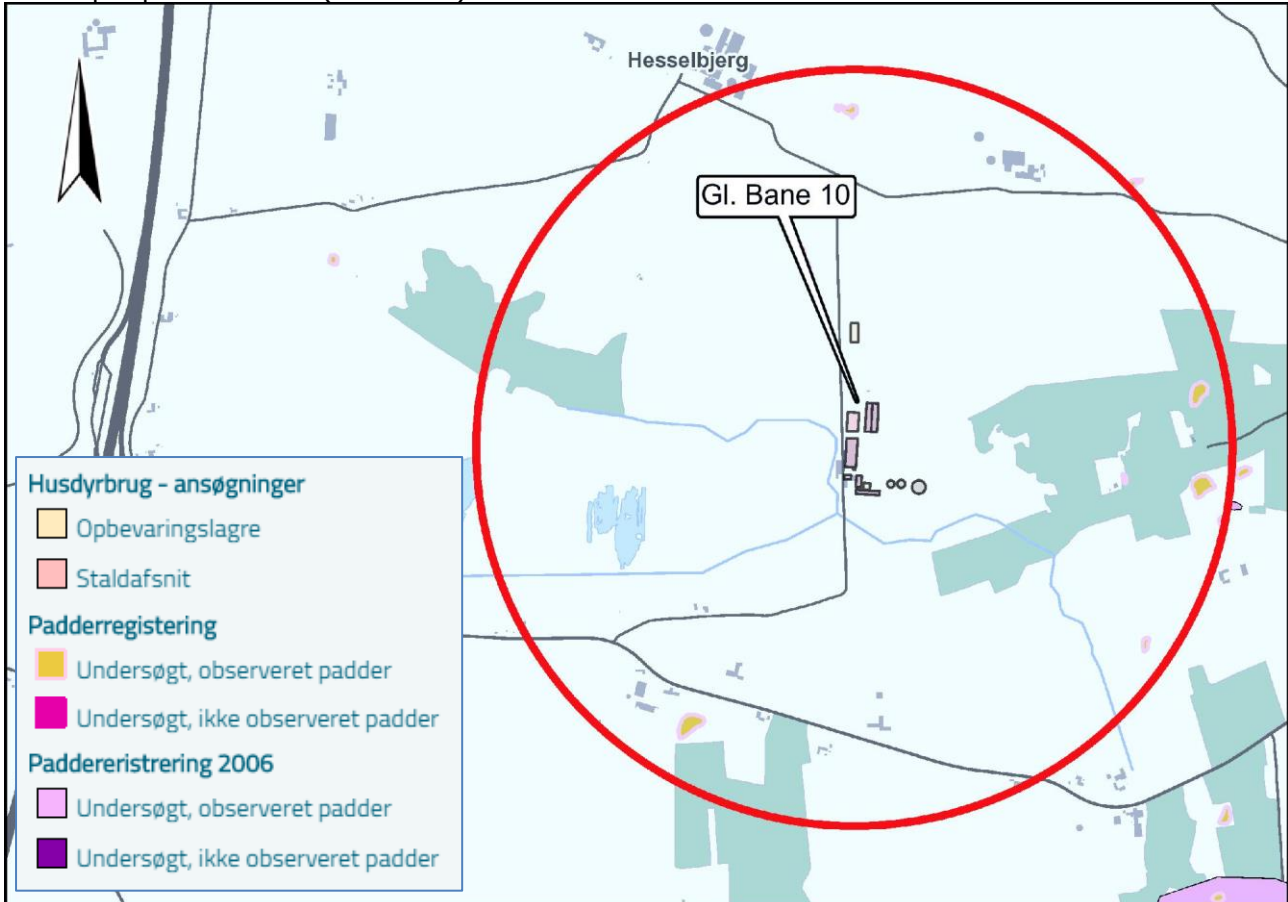 Hesselbjerg
Gl. Bane 10
Husdyrbrug - ansøgninger
Opbevaringslagre
Staldafsnit
Padderregistering
Undersøgt, observeret padder
Undersøgt, ikke observeret padder
Paddereristrering 2006
Undersøgt, observeret padder
Undersøgt, ikke observeret padder